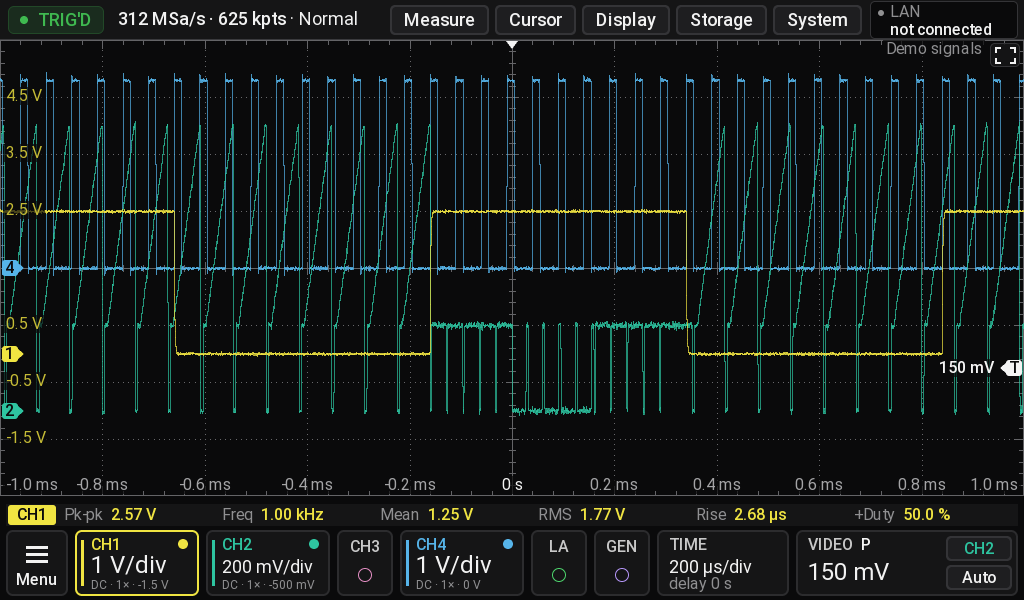 TRIG'D 312 MSa/s · 625 kpts · Normal Measure Cursor Display Storage System LAN
not connected
Demo signals
4.5 V
3.5 V
2.5 V
4
0.5 V
1
150 mV T
-0.5 V
2
-1.5 V
-1.0 ms -0.8 ms -0.6 ms -0.4 ms -0.2 ms 0 s 0.2 ms 0.4 ms 0.6 ms 0.8 ms 1.0 ms
CH1 Pk-pk 2.57 V Freq 1.00 kHz Mean 1.25 V RMS 1.77 V Rise 2.68 µs +Duty 50.0 %
Menu
CH1
1 V/div
DC · 1× · -1.5 V
CH2
200 mV/div
DC · 1× · -500 mV
CH3
CH4
1 V/div
DC · 1× · 0 V
LA
GEN
TIME
200 µs/div
delay 0 s
VIDEO P
150 mV
CH2
Auto